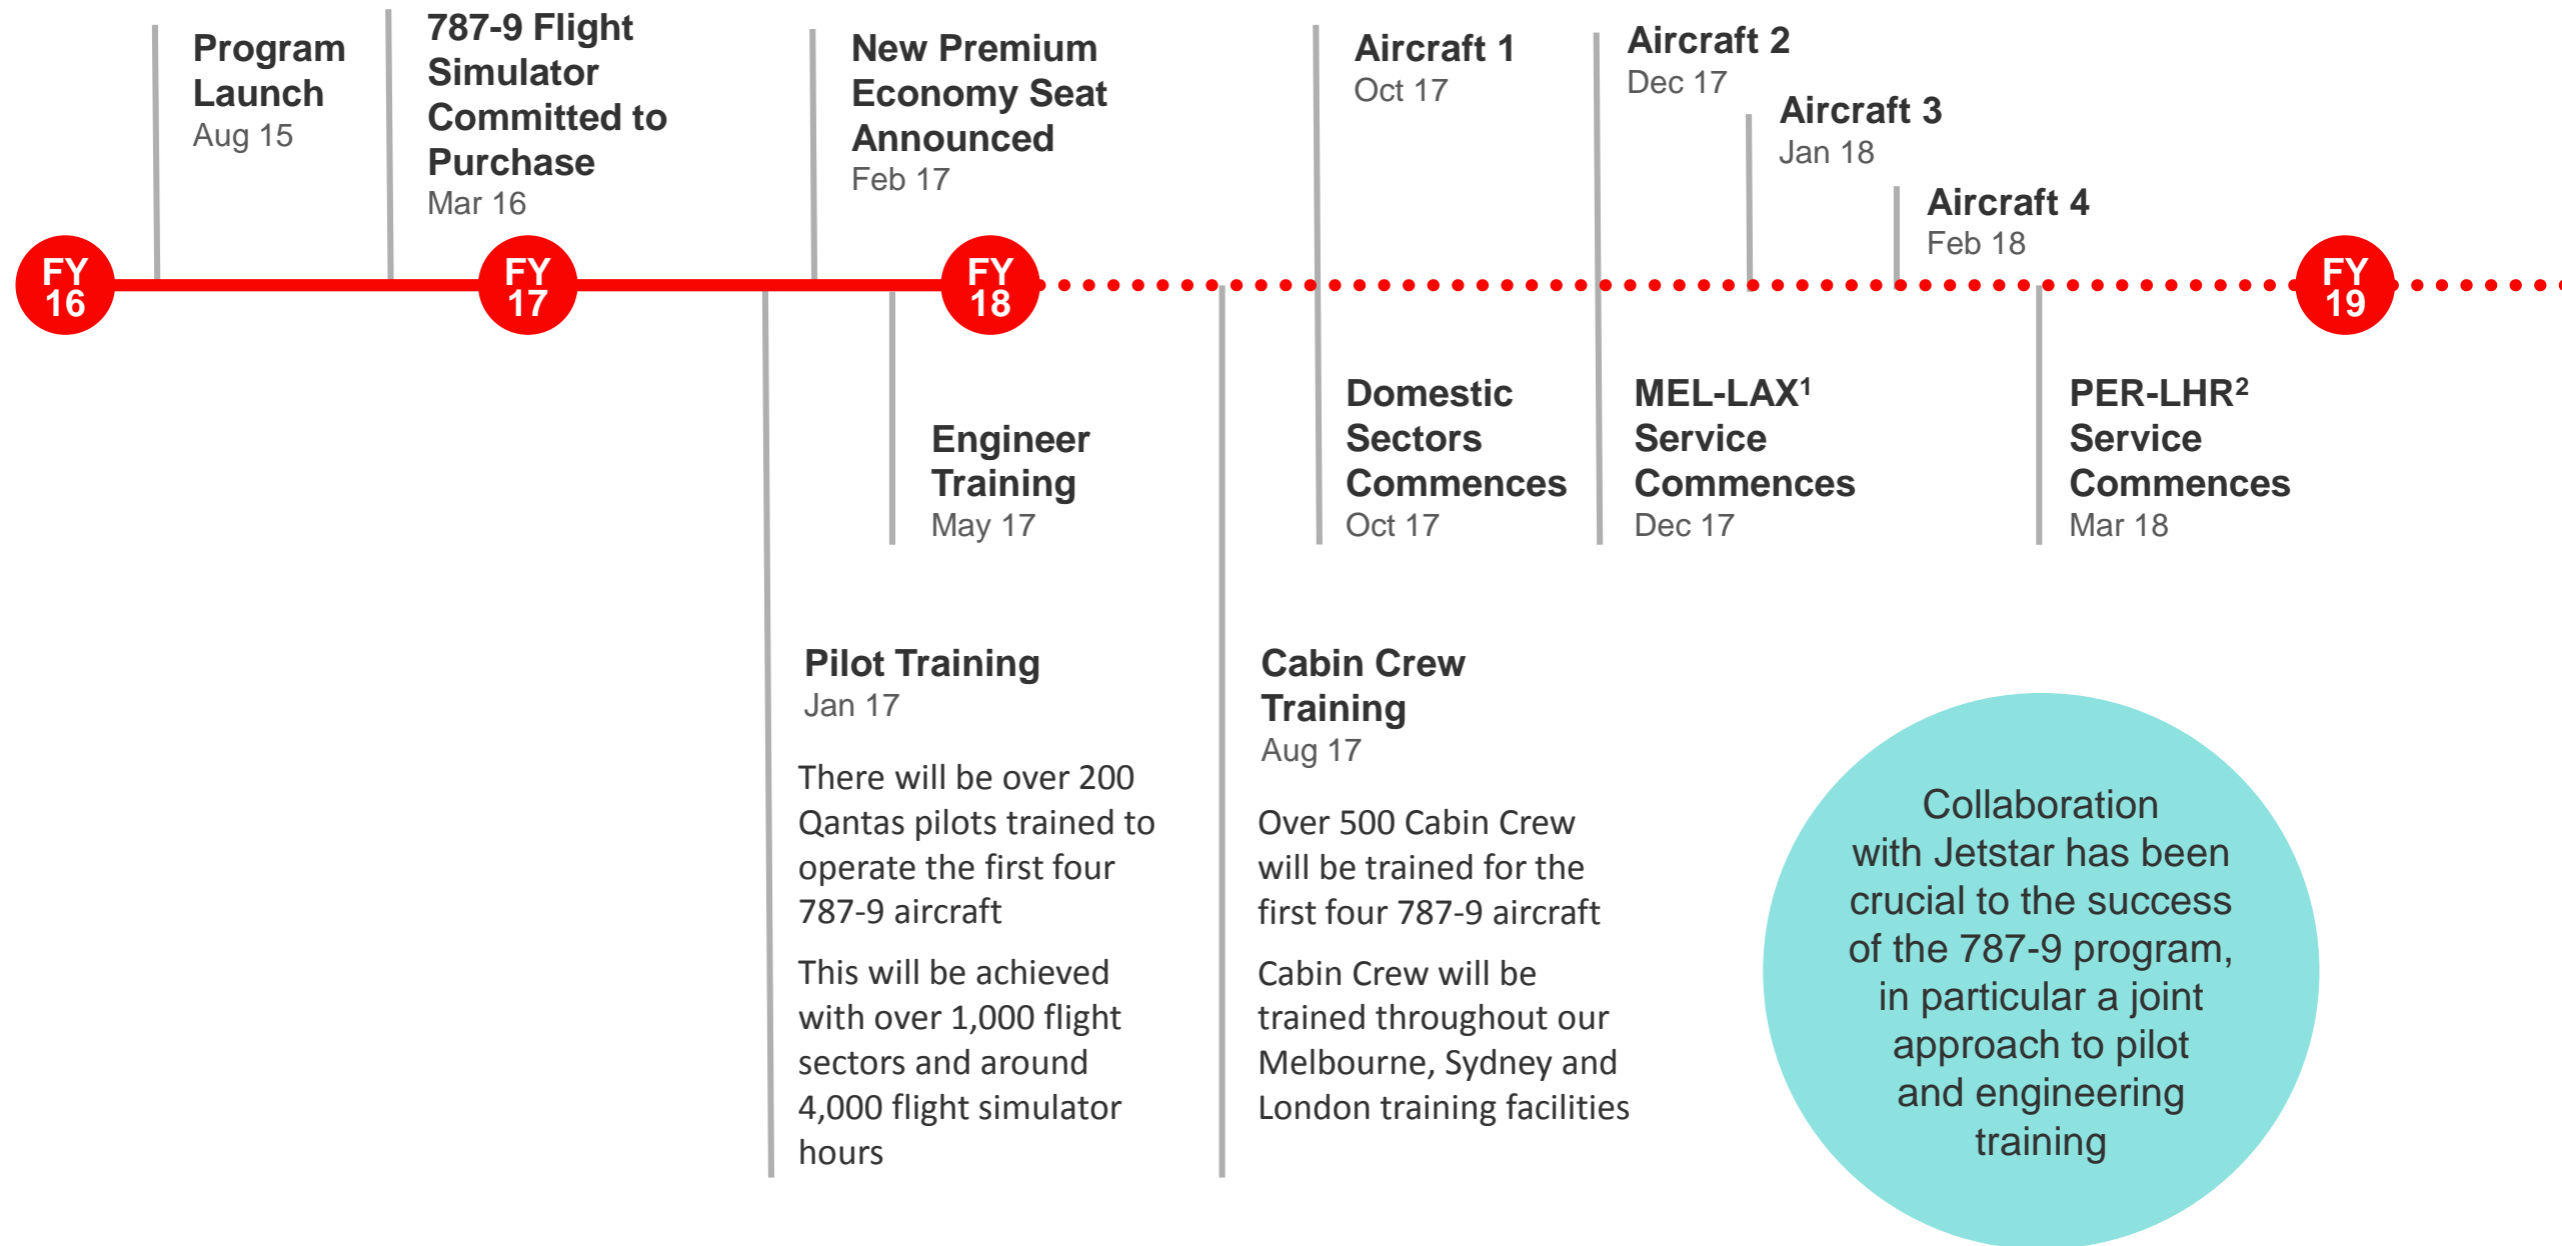 Program
Launch
Aug 15
787-9 Flight
Simulator
Committed to
Purchase
Mar 16
New Premium
Economy Seat
Announced
Feb 17
Aircraft 1
Oct 17
Aircraft 2
Dec 17
Aircraft 3
Jan 18
Aircraft 4
Feb 18
FY
16
FY
17
FY
18
FY
19
Engineer
Training
May 17
Domestic
Sectors
Commences
Oct 17
MEL-LAX¹
Service
Commences
Dec 17
PER-LHR²
Service
Commences
Mar 18
Pilot Training
Jan 17
There will be over 200
Qantas pilots trained to
operate the first four
787-9 aircraft
This will be achieved
with over 1,000 flight
sectors and around
4,000 flight simulator
hours
Cabin Crew
Training
Aug 17
Over 500 Cabin Crew
will be trained for the
first four 787-9 aircraft
Cabin Crew will be
trained throughout our
Melbourne, Sydney and
London training facilities
Collaboration
with Jetstar has been
crucial to the success
of the 787-9 program,
in particular a joint
approach to pilot
and engineering
training